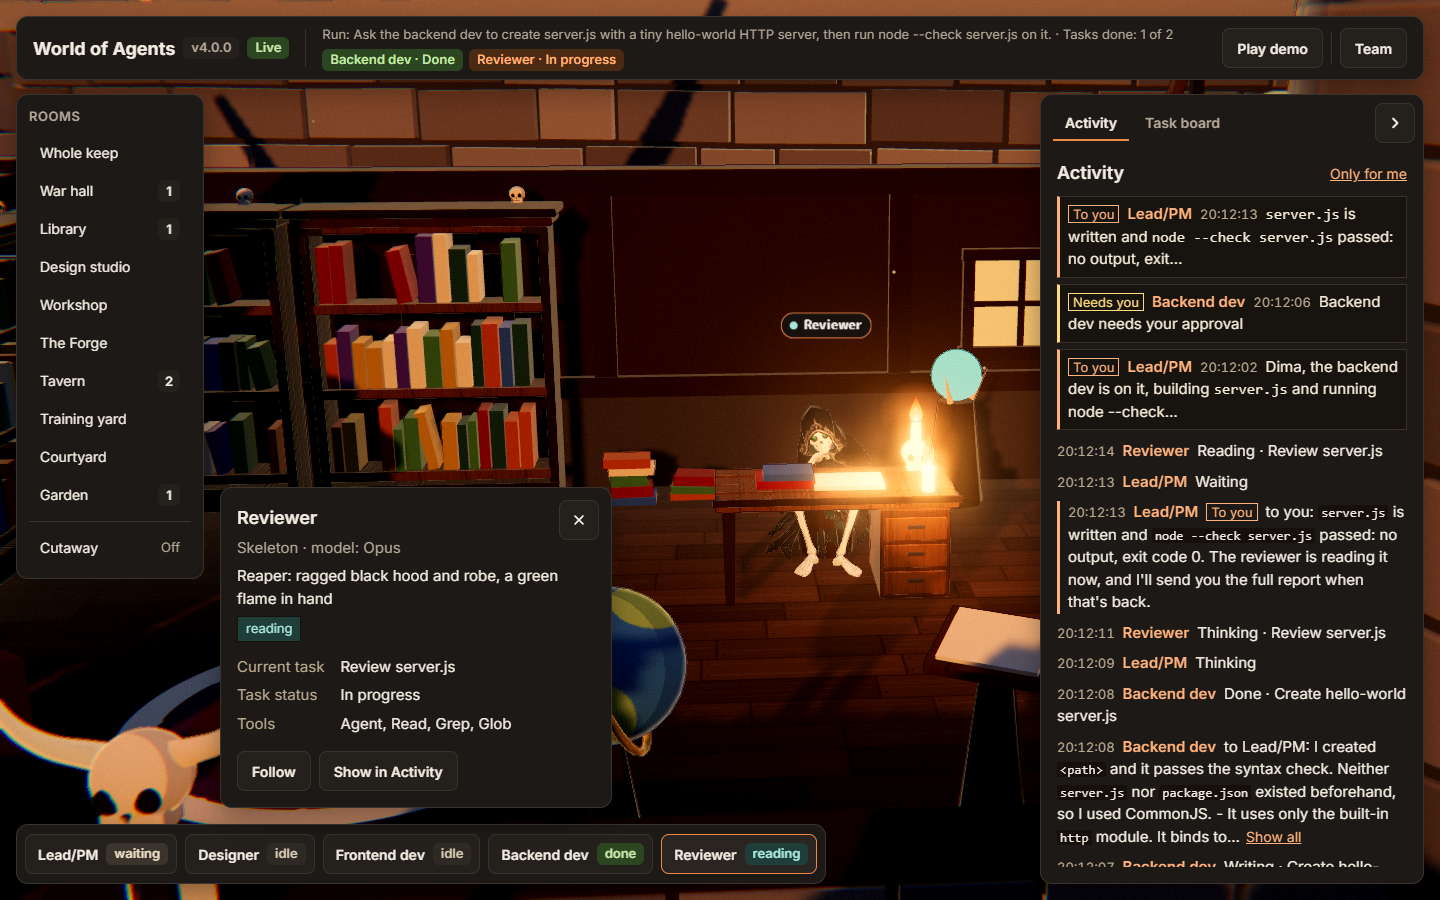 World of Agents v4.0.0 Live
Run: Ask the backend dev to create server.js with a tiny hello-world HTTP server, then run node --check server.js on it. · Tasks done: 1 of 2
Backend dev · Done Reviewer · In progress
Play demo Team
ROOMS
Whole keep
War hall 1
Library 1
Design studio
Workshop
The Forge
Tavern 2
Training yard
Courtyard
Garden 1
Cutaway Off
Reviewer
Reviewer
Skeleton · model: Opus
Reaper: ragged black hood and robe, a green
flame in hand
reading
Current task Review server.js
Task status In progress
Tools Agent, Read, Grep, Glob
Follow Show in Activity
Lead/PM waiting Designer idle Frontend dev idle Backend dev done Reviewer reading
Activity Task board
Activity Only for me
To you Lead/PM 20:12:13 server.js is
written and node --check server.js passed:
no output, exit...
Needs you Backend dev 20:12:06 Backend
dev needs your approval
To you Lead/PM 20:12:02 Dima, the backend
dev is on it, building server.js and running
node --check...
20:12:14 Reviewer Reading · Review server.js
20:12:13 Lead/PM Waiting
20:12:13 Lead/PM To you to you: server.js is
written and node --check server.js passed: no
output, exit code 0. The reviewer is reading it
now, and I'll send you the full report when
that's back.
20:12:11 Reviewer Thinking · Review server.js
20:12:09 Lead/PM Thinking
20:12:08 Backend dev Done · Create hello-world
server.js
20:12:08 Backend dev to Lead/PM: I created
<path> and it passes the syntax check. Neither
server.js nor package.json existed beforehand,
so I used CommonJS. - It uses only the built-in
http module. It binds to... Show all
20:12:07 Backend dev Writing · Create hello-